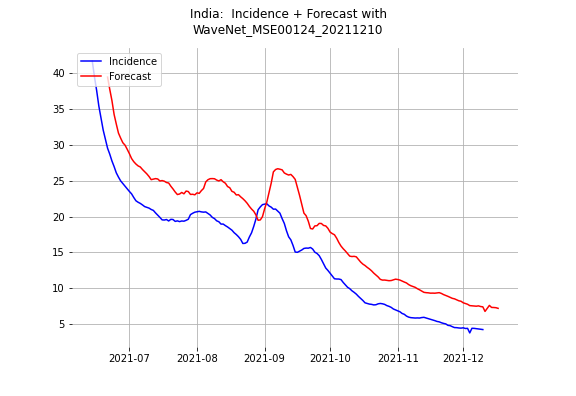 India:  Incidence + Forecast with
WaveNet_MSE00124_20211210
Incidence
Forecast
40
35
30
25
20
15
10
5
2021-07 2021-08 2021-09 2021-10 2021-11 2021-12